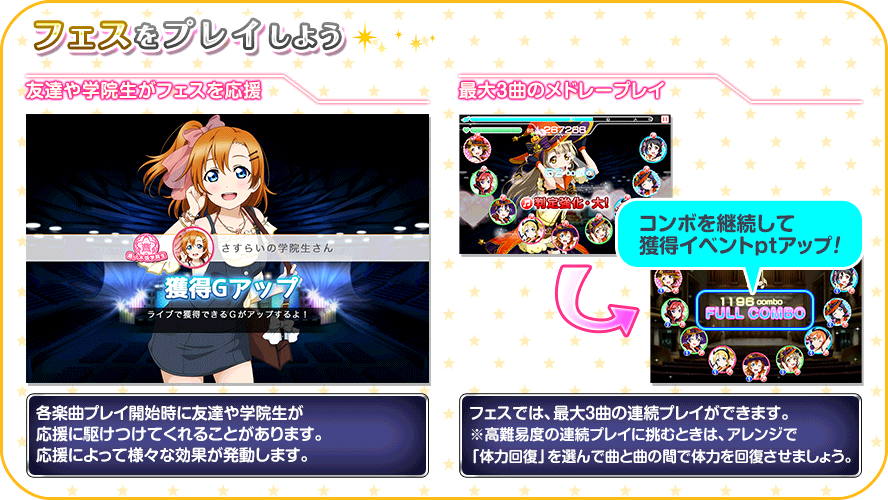 フェスをプレイしよう
友達や学院生がフェスを応援
さすらいの学院生さん
獲得Gアップ
ライブで獲得できるGがアップするよ!
各楽曲プレイ開始時に友達や学院生が
応援に駆けつけてくれることがあります。
応援によって様々な効果が発動します。
最大3曲のメドレープレイ
267268
判定強化・大!
コンボを継続して
獲得イベントptアップ!
1196 combo
FULL COMBO
フェスでは、最大3曲の連続プレイができます。
※高難易度の連続プレイに挑むときは、アレンジで
「体力回復」を選んで曲と曲の間で体力を回復させましょう。